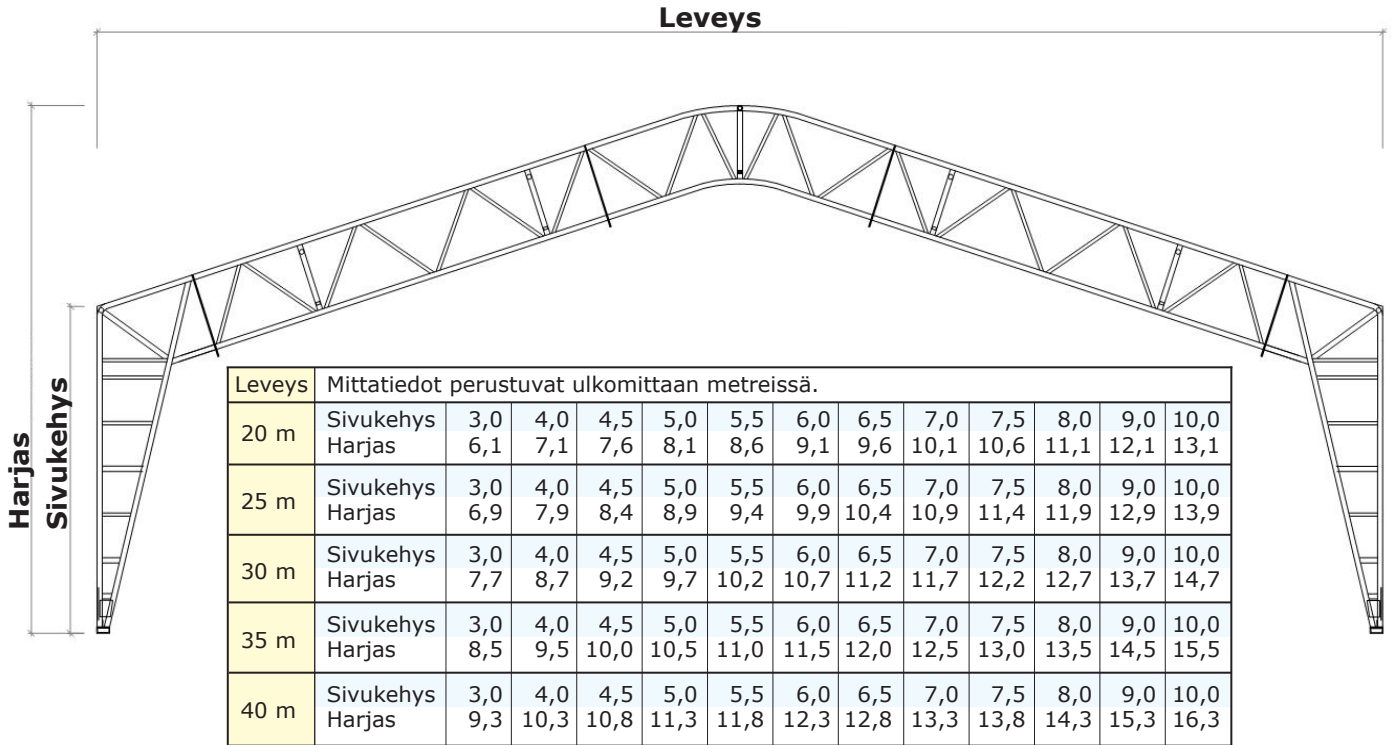 Leveys
Harjas
Sivukehys
Leveys Mittatiedot perustuvat ulkomittaan metreissä.
20 m
Sivukehys 3,0 4,0 4,5 5,0 5,5 6,0 6,5 7,0 7,5 8,0 9,0 10,0
Harjas 6,1 7,1 7,6 8,1 8,6 9,1 9,6 10,1 10,6 11,1 12,1 13,1
25 m
Sivukehys 3,0 4,0 4,5 5,0 5,5 6,0 6,5 7,0 7,5 8,0 9,0 10,0
Harjas 6,9 7,9 8,4 8,9 9,4 9,9 10,4 10,9 11,4 11,9 12,9 13,9
30 m
Sivukehys 3,0 4,0 4,5 5,0 5,5 6,0 6,5 7,0 7,5 8,0 9,0 10,0
Harjas 7,7 8,7 9,2 9,7 10,2 10,7 11,2 11,7 12,2 12,7 13,7 14,7
35 m
Sivukehys 3,0 4,0 4,5 5,0 5,5 6,0 6,5 7,0 7,5 8,0 9,0 10,0
Harjas 8,5 9,5 10,0 10,5 11,0 11,5 12,0 12,5 13,0 13,5 14,5 15,5
40 m
Sivukehys 3,0 4,0 4,5 5,0 5,5 6,0 6,5 7,0 7,5 8,0 9,0 10,0
Harjas 9,3 10,3 10,8 11,3 11,8 12,3 12,8 13,3 13,8 14,3 15,3 16,3